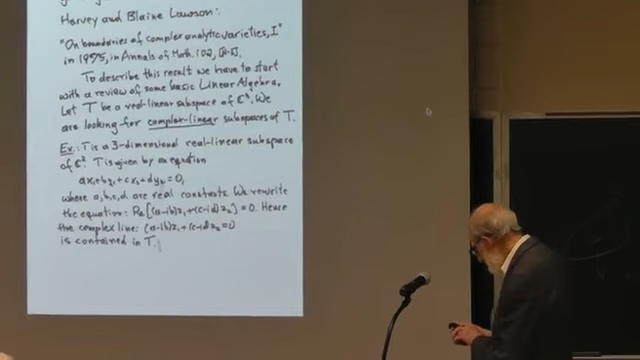 Harvey and Blaine Lawson:
"On boundaries of complex analytic varieties, I"
in 1975, in Annals of Math. 102,
To describe this result we have to start
with a review of some basic Linear Algebra.
Let T be a real-linear subspace of We
are looking for complex-linear subspaces of T.
Ex.: T is a 3-dimensional real-linear subspace
of ℂ². T is given by an equation
ax₁+by₁+cx₂+dy₂=0,
where a,b,c,d are real constants. We rewrite
the equation: Re[(a-ib)z₁+(c-id)z₂]=0. Hence
the complex line: (a-ib)z₁+(c-id)z₂=0
is contained in T.